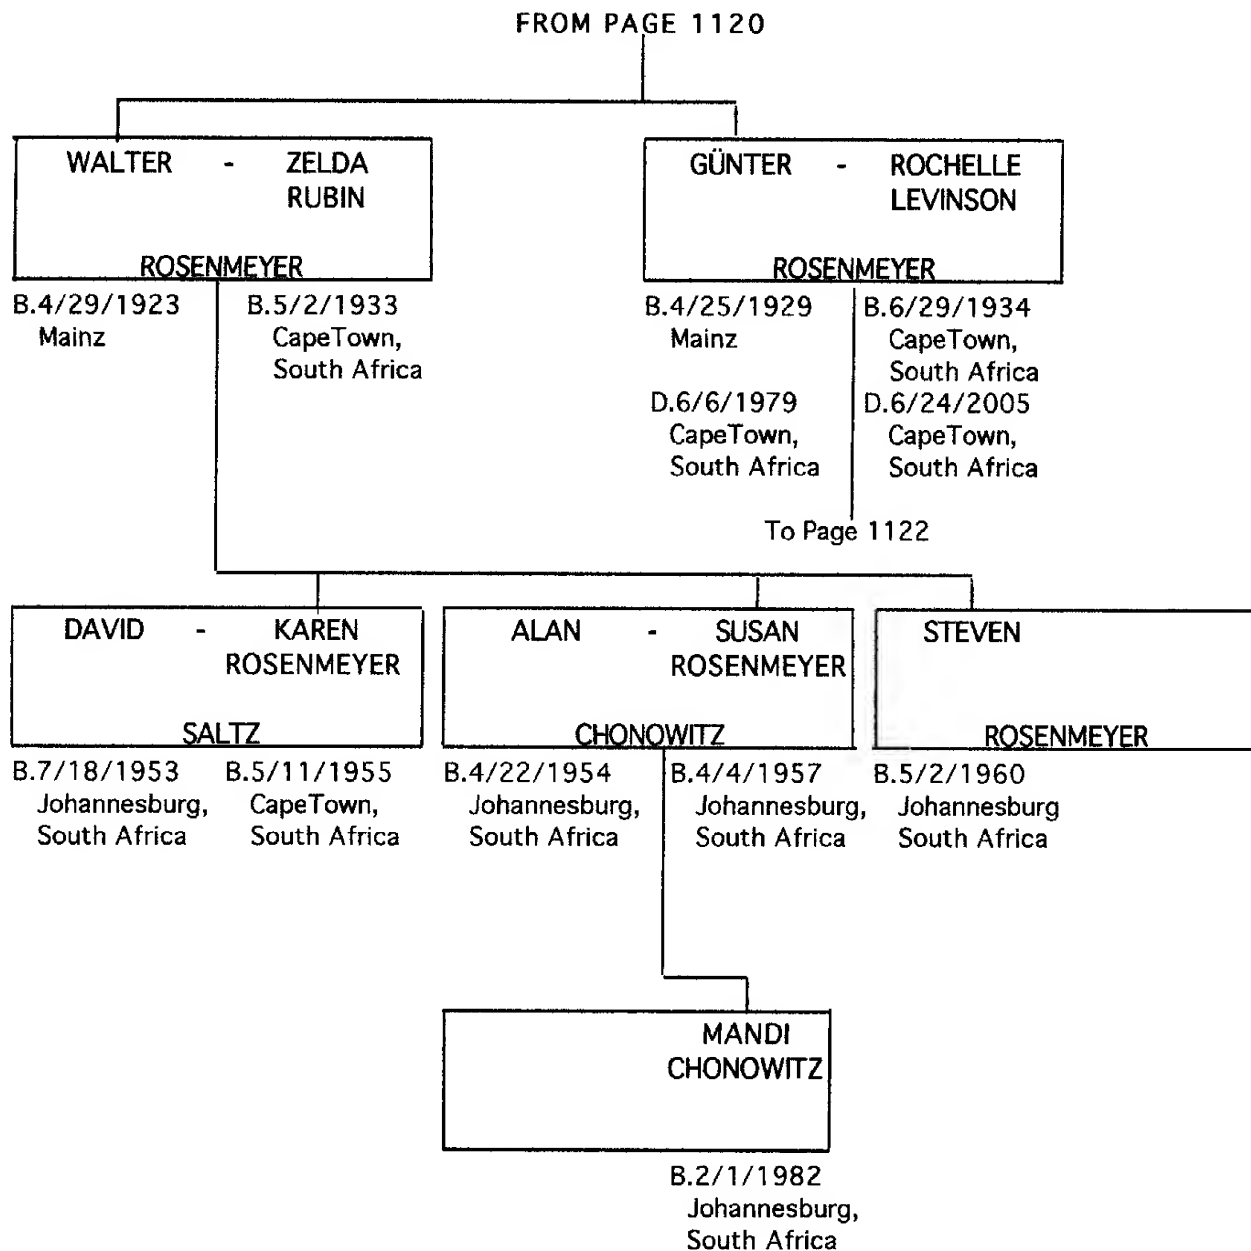 FROM PAGE 1120
WALTER - ZELDA
RUBIN
ROSENMEYER
B.4/29/1923 B.5/2/1933
Mainz CapeTown,
South Africa
GÜNTER - ROCHELLE
LEVINSON
ROSENMEYER
B.4/25/1929 B.6/29/1934
Mainz CapeTown,
South Africa
D.6/6/1979 D.6/24/2005
CapeTown, CapeTown,
South Africa South Africa
To Page 1122
DAVID - KAREN
ROSENMEYER
SALTZ
B.7/18/1953 B.5/11/1955
Johannesburg, CapeTown,
South Africa South Africa
ALAN - SUSAN
ROSENMEYER
CHONOWITZ
B.4/22/1954 B.4/4/1957
Johannesburg, Johannesburg,
South Africa South Africa
STEVEN
ROSENMEYER
B.5/2/1960
Johannesburg
South Africa
MANDI
CHONOWITZ
B.2/1/1982
Johannesburg,
South Africa